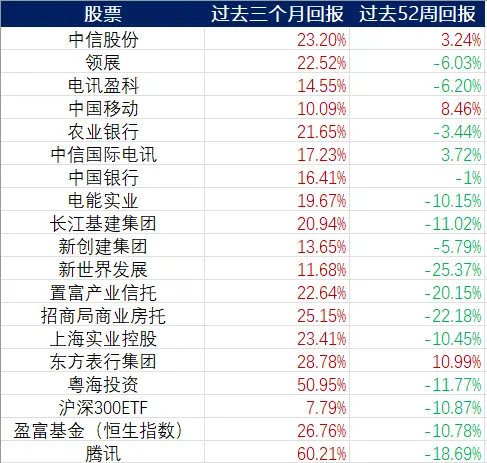 股票 过去三个月回报 过去52周回报
中信股份 23.20% 3.24%
领展 22.52% -6.03%
电讯盈科 14.55% -6.20%
中国移动 10.09% 8.46%
农业银行 21.65% -3.44%
中信国际电讯 17.23% 3.72%
中国银行 16.41% -1%
电能实业 19.67% -10.15%
长江基建集团 20.94% -11.02%
新创建集团 13.65% -5.79%
新世界发展 11.68% -25.37%
置富产业信托 22.64% -20.15%
招商局商业房托 25.15% -22.18%
上海实业控股 23.41% -10.45%
东方表行集团 28.78% 10.99%
粤海投资 50.95% -11.77%
沪深300ETF 7.79% -10.87%
盈富基金（恒生指数） 26.76% -10.78%
腾讯 60.21% -18.69%